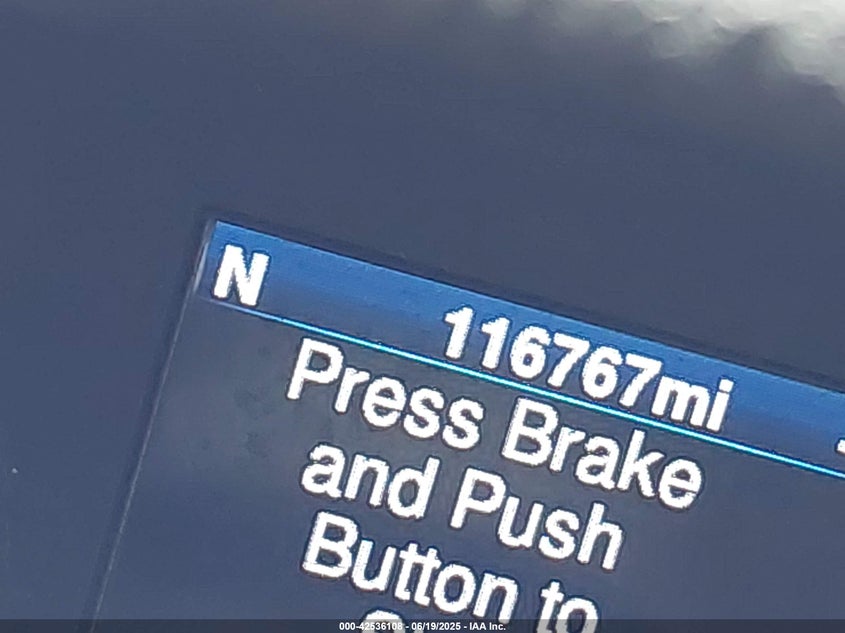 N
116767mi
Press Brake
and Push
Button to
000-42536108 - 06/19/2025 - IAA Inc.